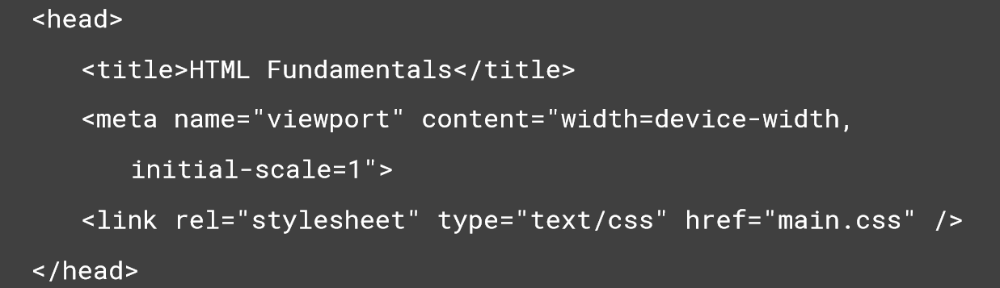 <head>
<title>HTML Fundamentals</title>
<meta name="viewport" content="width=device-width,
initial-scale=1">
<link rel="stylesheet" type="text/css" href="main.css" />
</head>